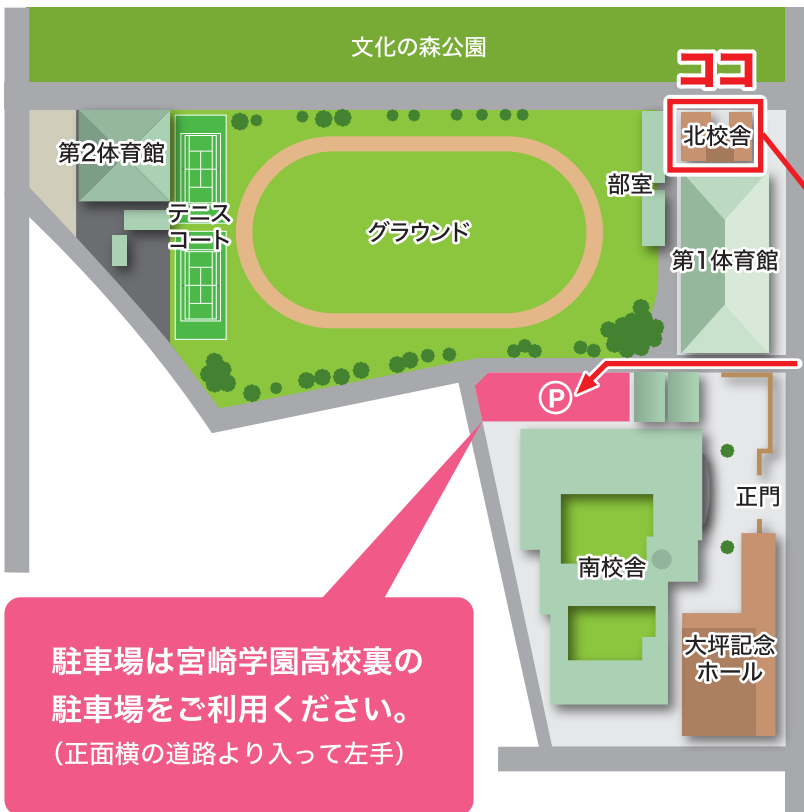 文化の森公園
ココ
北校舎
第2体育館
部室
テニス
コート
グラウンド
第1体育館
P
正門
南校舎
大坪記念
ホール
駐車場は宮崎学園高校裏の
駐車場をご利用ください。
(正面横の道路より入って左手)